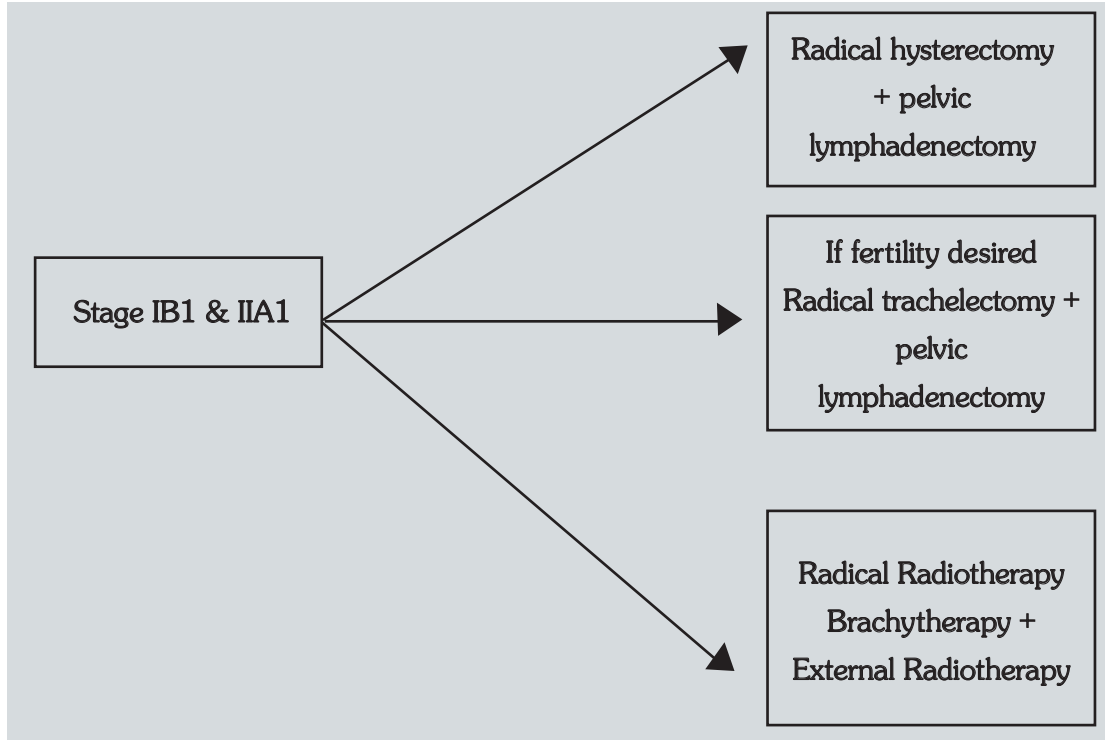 Radical hysterectomy
+ pelvic
lymphadenectomy
If fertility desired
Radical trachelectomy +
pelvic
lymphadenectomy
Stage IB1 & IIA1
Radical Radiotherapy
Brachytherapy +
External Radiotherapy